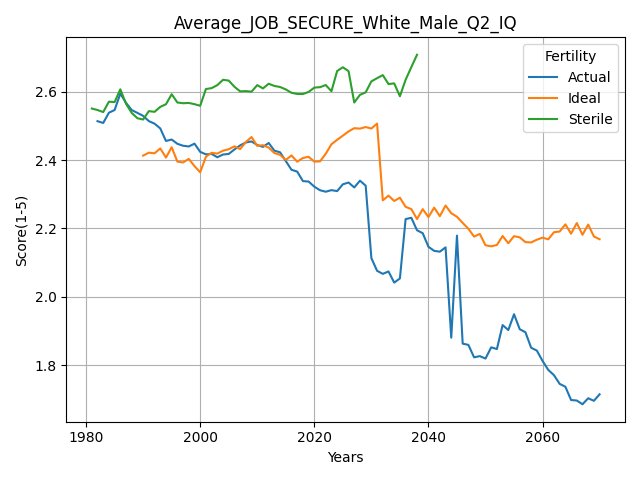 Average_JOB_SECURE_White_Male_Q2_IQ
Score(1-5)
2.6
2.4
2.2
2.0
1.8
Fertility
Actual
Ideal
Sterile
1980
2000
2020
2040
2060
Years